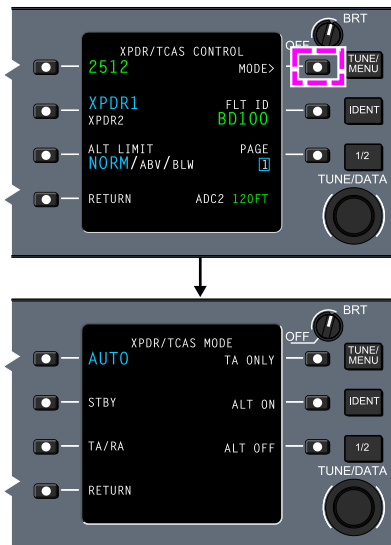 BRT
OFF
XPDR/TCAS CONTROL
2512 MODE> TUNE/
MENU
XPDR1 FLT ID
XPDR2 BD100 IDENT
ALT LIMIT PAGE
NORM/ABV/BLW 1 1/2
TUNE/DATA
RETURN ADC2 120FT
BRT
OFF
XPDR/TCAS MODE
AUTO TA ONLY TUNE/
MENU
STBY ALT ON IDENT
TA/RA ALT OFF 1/2
TUNE/DATA
RETURN